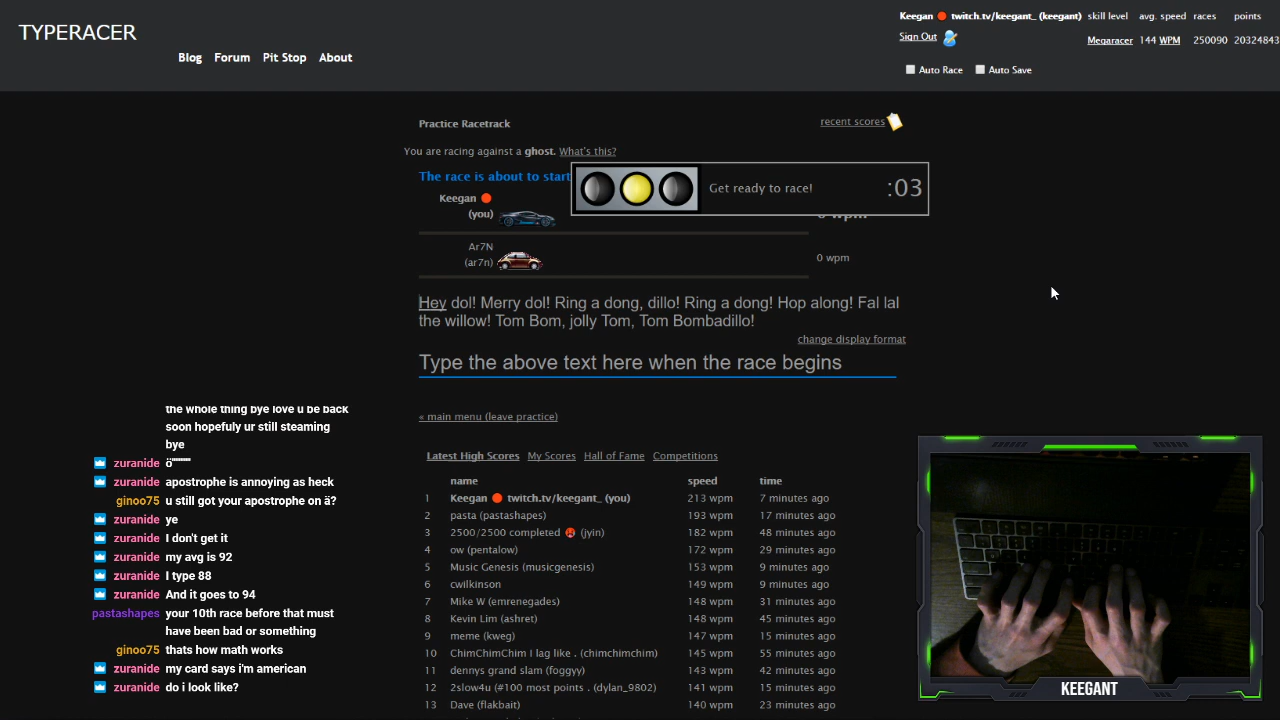 TYPERACER
Blog Forum Pit Stop About
Keegan twitch.tv/keegant_ (keegant) skill level avg. speed races points
Sign Out Megaracer 144 WPM 250090 20324843
Auto Race Auto Save
Practice Racetrack
recent scores
You are racing against a ghost. What's this?
The race is about to start
Get ready to race! :03
Keegan
(you)
Ar7N
(ar7n)
0 wpm
Hey dol! Merry dol! Ring a dong, dillo! Ring a dong! Hop along! Fal lal
the willow! Tom Bom, jolly Tom, Tom Bombadillo!
change display format
Type the above text here when the race begins
« main menu (leave practice)
Latest High Scores My Scores Hall of Fame Competitions
name speed time
1 Keegan twitch.tv/keegant_ (you) 213 wpm 7 minutes ago
2 pasta (pastashapes) 193 wpm 17 minutes ago
3 2500/2500 completed (jyin) 182 wpm 48 minutes ago
4 ow (pentalow) 172 wpm 29 minutes ago
5 Music Genesis (musicgenesis) 153 wpm 9 minutes ago
6 cwilkinson 149 wpm 9 minutes ago
7 Mike W (emrenegades) 148 wpm 31 minutes ago
8 Kevin Lim (ashret) 148 wpm 45 minutes ago
9 meme (kweg) 147 wpm 15 minutes ago
10 ChimChimChim I lag like . (chimchimchim) 145 wpm 55 minutes ago
11 dennys grand slam (foggyy) 143 wpm 42 minutes ago
12 2slow4u (#100 most points . (dylan_9802) 141 wpm 15 minutes ago
13 Dave (flakbait) 140 wpm 23 minutes ago
the whole thing bye love u be back
soon hopefuly ur still steaming
bye
zuranide ö""""
zuranide apostrophe is annoying as heck
ginoo75 u still got your apostrophe on ä?
zuranide ye
zuranide I don't get it
zuranide my avg is 92
zuranide I type 88
zuranide And it goes to 94
pastashapes your 10th race before that must
have been bad or something
ginoo75 thats how math works
zuranide my card says i'm american
zuranide do i look like?
KEEGANT